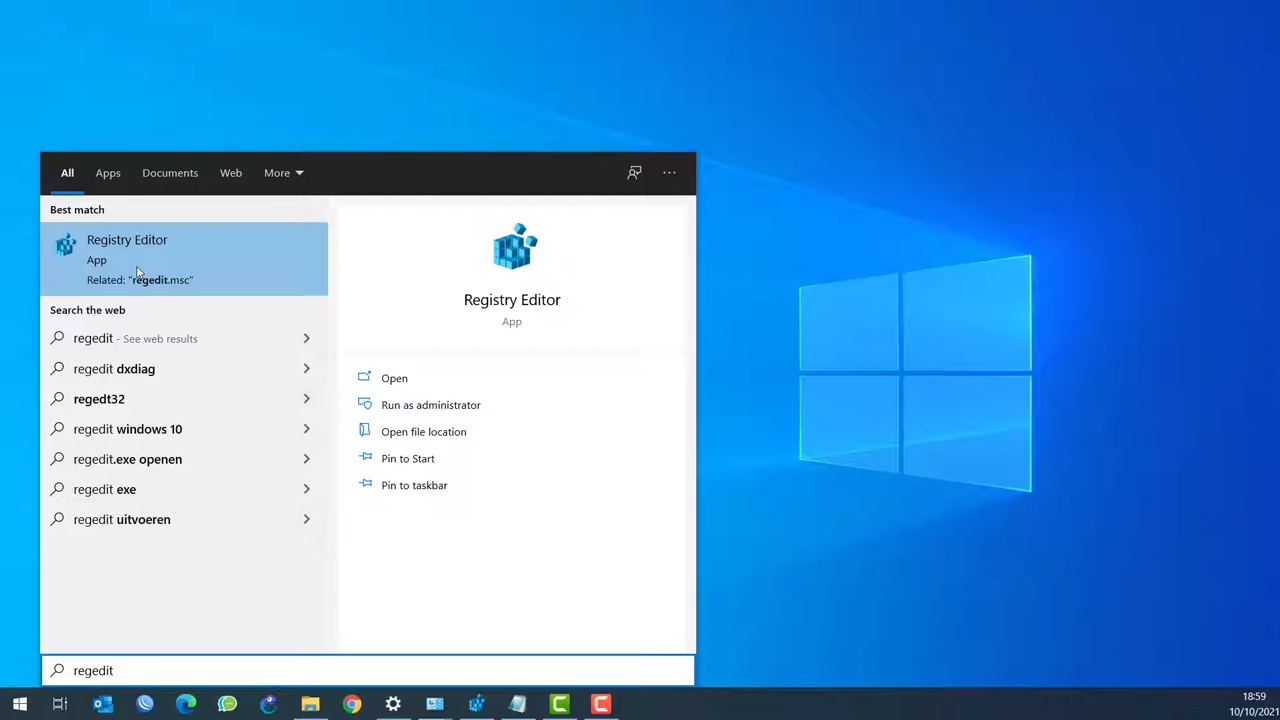 All Apps Documents Web More
Best match
Registry Editor
App
Related: "regedit.msc"
Search the web
regedit - See web results
regedit dxdiag
regedt32
regedit windows 10
regedit.exe openen
regedit exe
regedit uitvoeren
Registry Editor
App
Open
Run as administrator
Open file location
Pin to Start
Pin to taskbar
regedit
18:59
10/10/2021